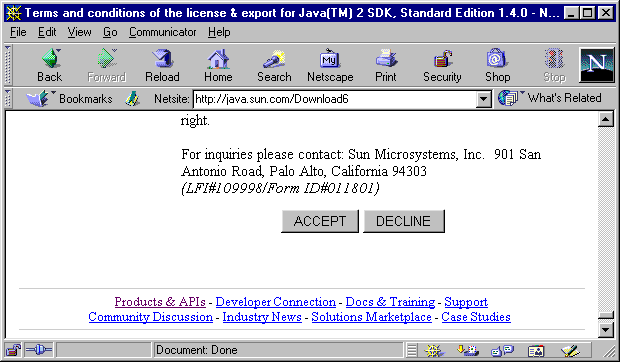 Terms and conditions of the license & export for Java(TM) 2 SDK, Standard Edition 1.4.0 - N...
File Edit View Go Communicator Help
Back Forward Reload Home Search My Netscape Print Security Shop Stop N
Bookmarks Netsite: http://java.sun.com/Download6 What's Related
right.
For inquiries please contact: Sun Microsystems, Inc. 901 San
Antonio Road, Palo Alto, California 94303
(LFI#109998/Form ID#011801)
ACCEPT DECLINE
Products & APIs - Developer Connection - Docs & Training - Support
Community Discussion - Industry News - Solutions Marketplace - Case Studies
Document: Done